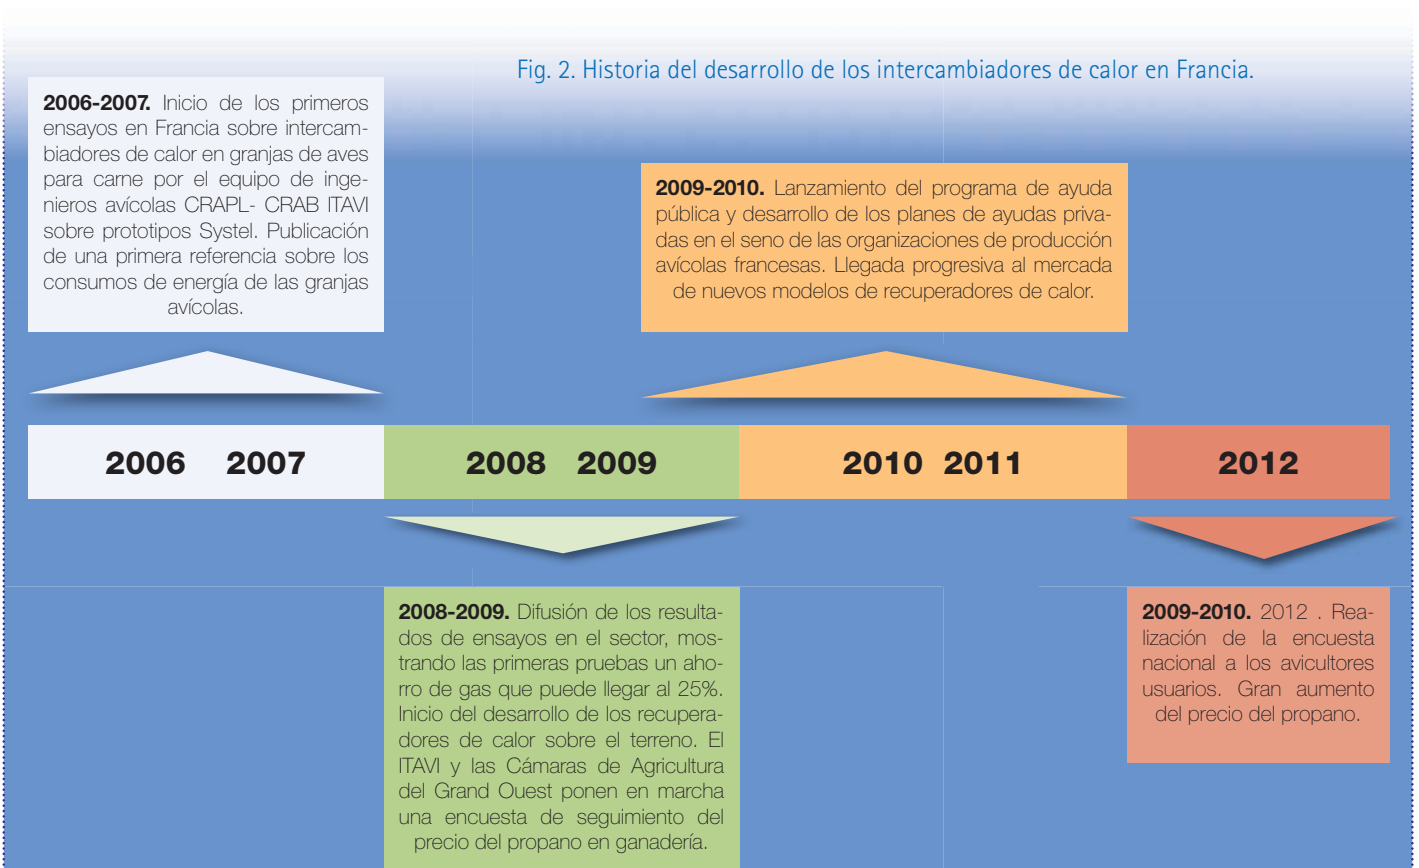 Fig. 2. Historia del desarrollo de los intercambiadores de calor en Francia.
2006-2007. Inicio de los primeros
ensayos en Francia sobre intercam-
biadores de calor en granjas de aves
para carne por el equipo de inge-
nieros avícolas CRAPL- CRAB ITAVI
sobre prototipos Systel. Publicación
de una primera referencia sobre los
consumos de energía de las granjas
avícolas.
2009-2010. Lanzamiento del programa de ayuda
pública y desarrollo de los planes de ayudas priva-
das en el seno de las organizaciones de producción
avícolas francesas. Llegada progresiva al mercada
de nuevos modelos de recuperadores de calor.
2006 2007
2008 2009
2010 2011
2012
2008-2009. Difusión de los resulta-
dos de ensayos en el sector, mos-
trando las primeras pruebas un aho-
rro de gas que puede llegar al 25%.
Inicio del desarrollo de los recupera-
dores de calor sobre el terreno. El
ITAVI y las Cámaras de Agricultura
del Grand Ouest ponen en marcha
una encuesta de seguimiento del
precio del propano en ganadería.
2009-2010. 2012 . Rea-
lización de la encuesta
nacional a los avicultores
usuarios. Gran aumento
del precio del propano.